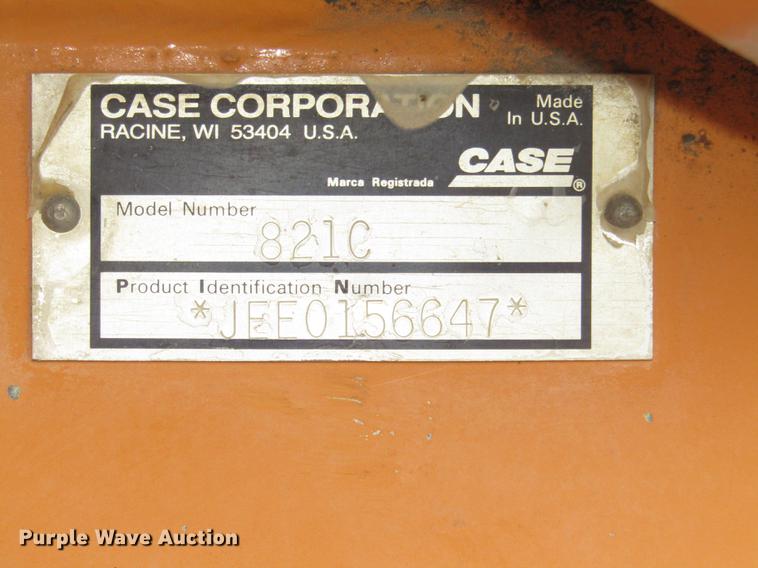 CASE CORPORATION
RACINE, WI 53404 U.S.A.
Made
In U.S.A.
CASE®
Marca Registrada
Model Number
821C
Product Identification Number
*JEE0156647*
Purple Wave Auction